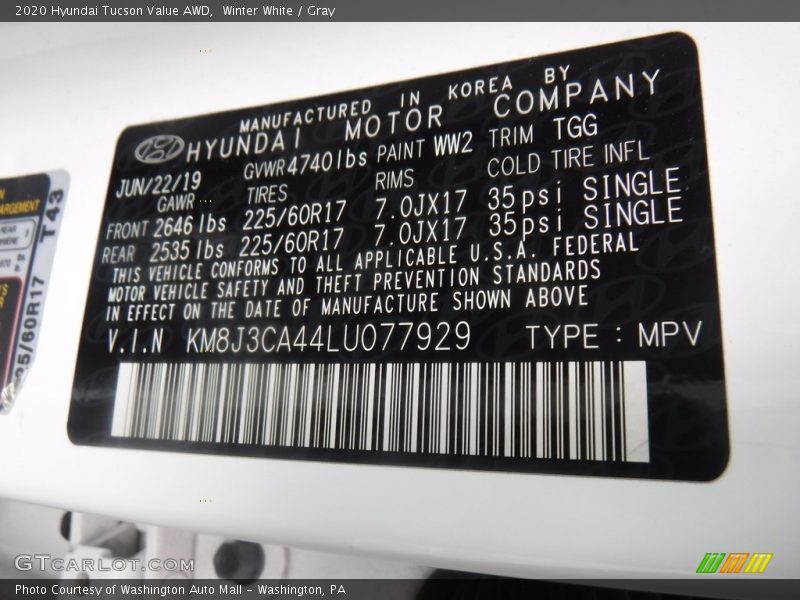 2020 Hyundai Tucson Value AWD,  Winter White / Gray
MANUFACTURED IN KOREA BY
HYUNDAI MOTOR COMPANY
JUN/22/19 GVWR 4740lbs PAINT WW2 TRIM TGG
GAWR TIRES RIMS COLD TIRE INFL
FRONT 2646 lbs 225/60R17 7.0JX17 35psi SINGLE
REAR 2535 lbs 225/60R17 7.0JX17 35psi SINGLE
THIS VEHICLE CONFORMS TO ALL APPLICABLE U.S.A. FEDERAL
MOTOR VEHICLE SAFETY AND THEFT PREVENTION STANDARDS
IN EFFECT ON THE DATE OF MANUFACTURE SHOWN ABOVE
V.I.N KM8J3CA44LU077929 TYPE : MPV
T43
GTCARLOT.COM
Photo Courtesy of Washington Auto Mall - Washington, PA